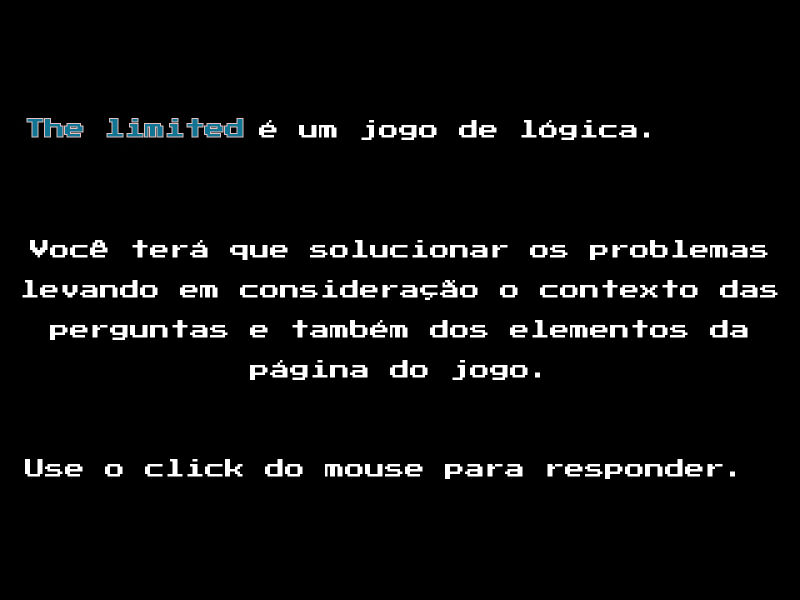 The limited é um jogo de lógica.
Você terá que solucionar os problemas
levando em consideração o contexto das
perguntas e também dos elementos da
página do jogo.
Use o click do mouse para responder.